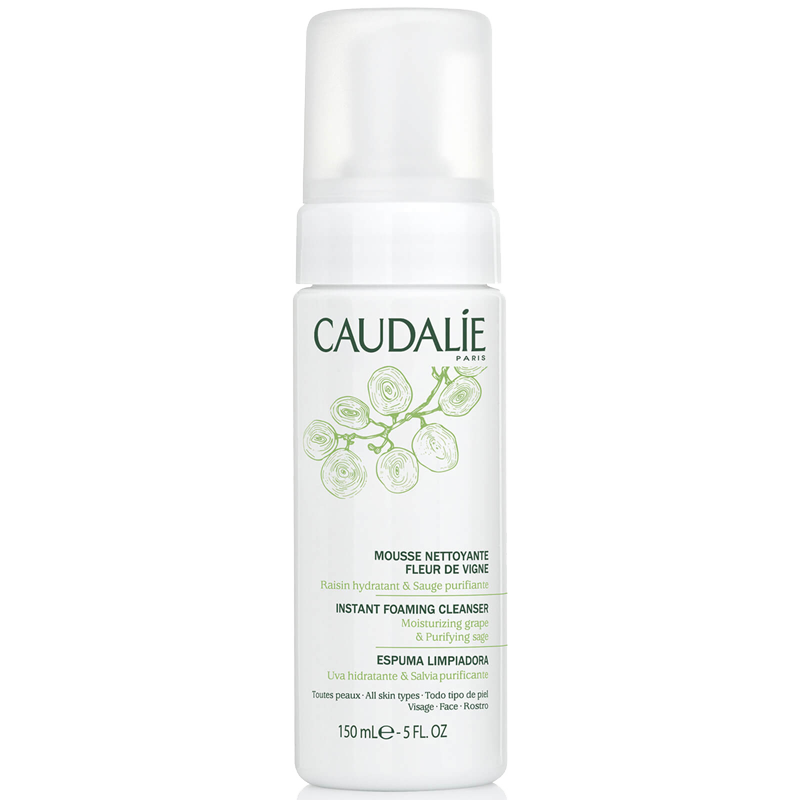 CAUDALÍE
PARIS
MOUSSE NETTOYANTE
FLEUR DE VIGNE
Raisin hydratant & Sauge purifiante
INSTANT FOAMING CLEANSER
Moisturizing grape
& Purifying sage
ESPUMA LIMPIADORA
Uva hidratante & Salvia purificante
Toutes peaux · All skin types · Todo tipo de piel
Visage · Face · Rostro
150 mL℮ - 5 FL. OZ